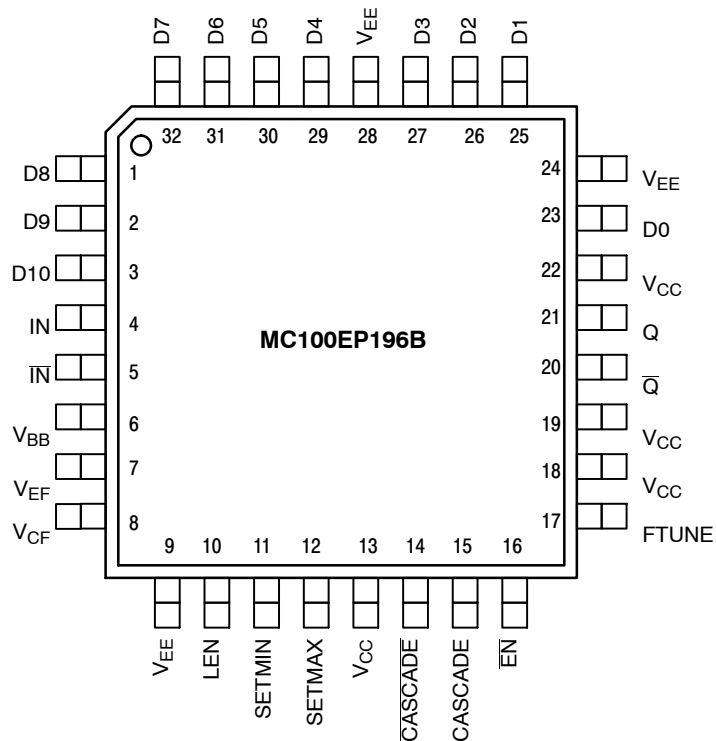 D7 D6 D5 D4 VEE D3 D2 D1
32 31 30 29 28 27 26 25
D8 1 24 VEE
D9 2 23 D0
D10 3 22 VCC
IN 4 21 Q
I̅N̅ 5 20 Q̅
MC100EP196B
VBB 6 19 VCC
VEF 7 18 VCC
VCF 8 17 FTUNE
9 10 11 12 13 14 15 16
VEE LEN SETMIN SETMAX VCC C̅A̅S̅C̅A̅D̅E̅ CASCADE E̅N̅